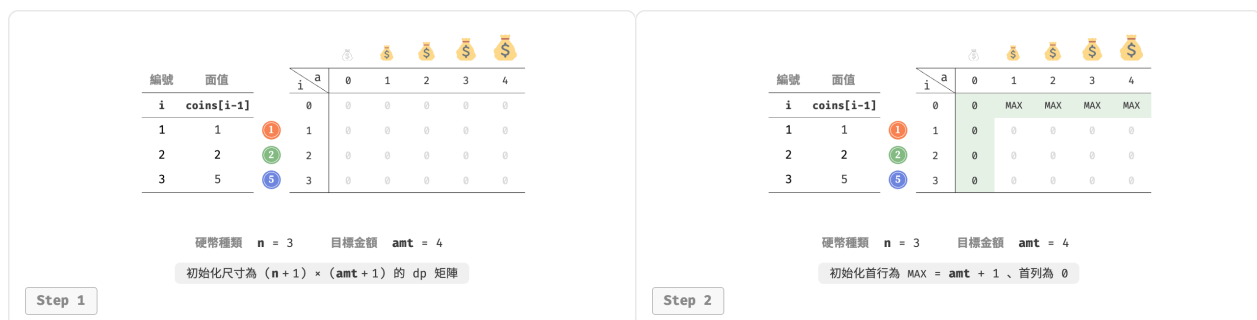 編號 面值 i a 0 1 2 3 4
i coins[i-1] 0 0 0 0 0 0
1 1 1 1 0 0 0 0 0
2 2 2 2 0 0 0 0 0
3 5 5 3 0 0 0 0 0
硬幣種類 n = 3 目標金額 amt = 4
初始化尺寸為 (n + 1) × (amt + 1) 的 dp 矩陣
Step 1
編號 面值 i a 0 1 2 3 4
i coins[i-1] 0 0 MAX MAX MAX MAX
1 1 1 1 0 0 0 0 0
2 2 2 2 0 0 0 0 0
3 5 5 3 0 0 0 0 0
硬幣種類 n = 3 目標金額 amt = 4
初始化首行為 MAX = amt + 1 、首列為 0
Step 2